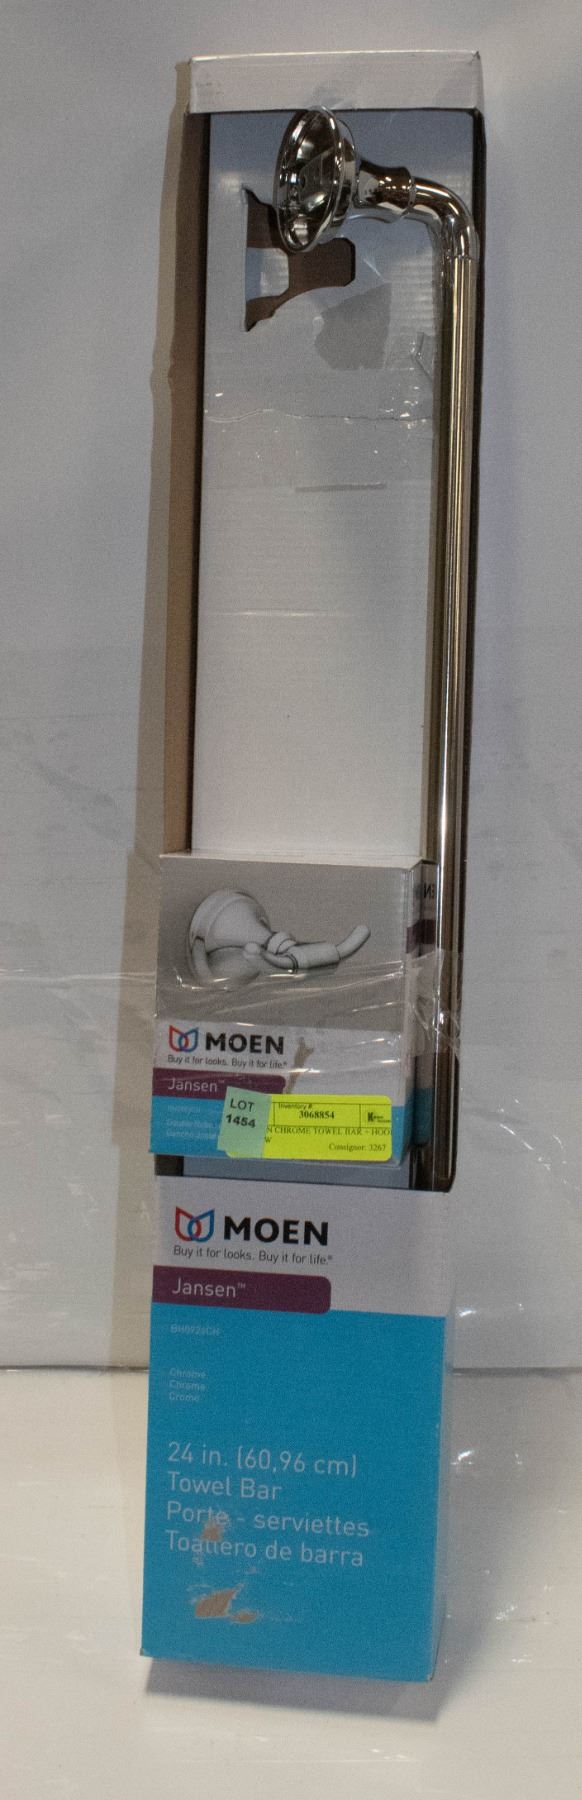 MOEN
Buy it for looks. Buy it for life.®
Jansen™
LOT
1454
Inventory #:
3068854
N CHROME TOWEL BAR + HOO
W
Consignor: 3267
MOEN
Buy it for looks. Buy it for life.®
Jansen™
BH0924CH
Chrome
Chrome
Cromo
24 in. (60,96 cm)
Towel Bar
Porte - serviettes
Toallero de barra